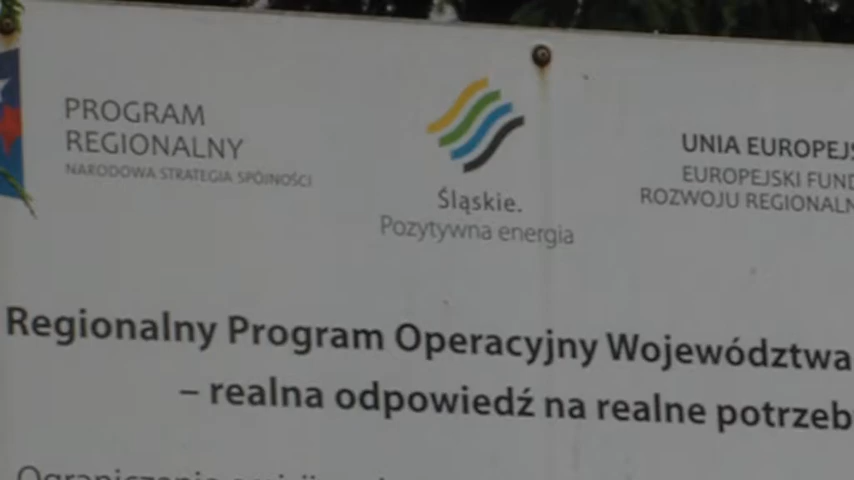 PROGRAM
REGIONALNY
NARODOWA STRATEGIA SPÓJNOŚCI
Śląskie.
Pozytywna energia
UNIA EUROPEJS
EUROPEJSKI FUND
ROZWOJU REGIONALN
Regionalny Program Operacyjny Województwa
– realna odpowiedź na realne potrzeb